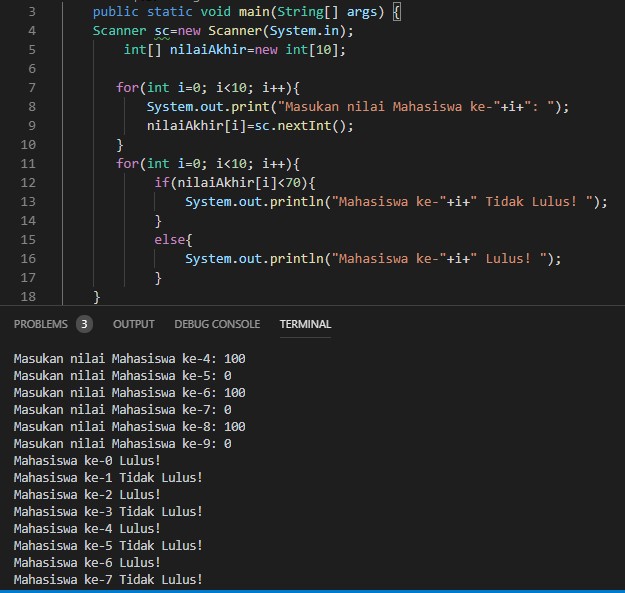 3 public static void main(String[] args) {
4 Scanner sc=new Scanner(System.in);
5 int[] nilaiAkhir=new int[10];
6
7 for(int i=0; i<10; i++){
8 System.out.print("Masukan nilai Mahasiswa ke-"+i+": ");
9 nilaiAkhir[i]=sc.nextInt();
10 }
11 for(int i=0; i<10; i++){
12 if(nilaiAkhir[i]<70){
13 System.out.println("Mahasiswa ke-"+i+" Tidak Lulus! ");
14 }
15 else{
16 System.out.println("Mahasiswa ke-"+i+" Lulus! ");
17 }
18 }
PROBLEMS 3 OUTPUT DEBUG CONSOLE TERMINAL
Masukan nilai Mahasiswa ke-4: 100
Masukan nilai Mahasiswa ke-5: 0
Masukan nilai Mahasiswa ke-6: 100
Masukan nilai Mahasiswa ke-7: 0
Masukan nilai Mahasiswa ke-8: 100
Masukan nilai Mahasiswa ke-9: 0
Mahasiswa ke-0 Lulus!
Mahasiswa ke-1 Tidak Lulus!
Mahasiswa ke-2 Lulus!
Mahasiswa ke-3 Tidak Lulus!
Mahasiswa ke-4 Lulus!
Mahasiswa ke-5 Tidak Lulus!
Mahasiswa ke-6 Lulus!
Mahasiswa ke-7 Tidak Lulus!